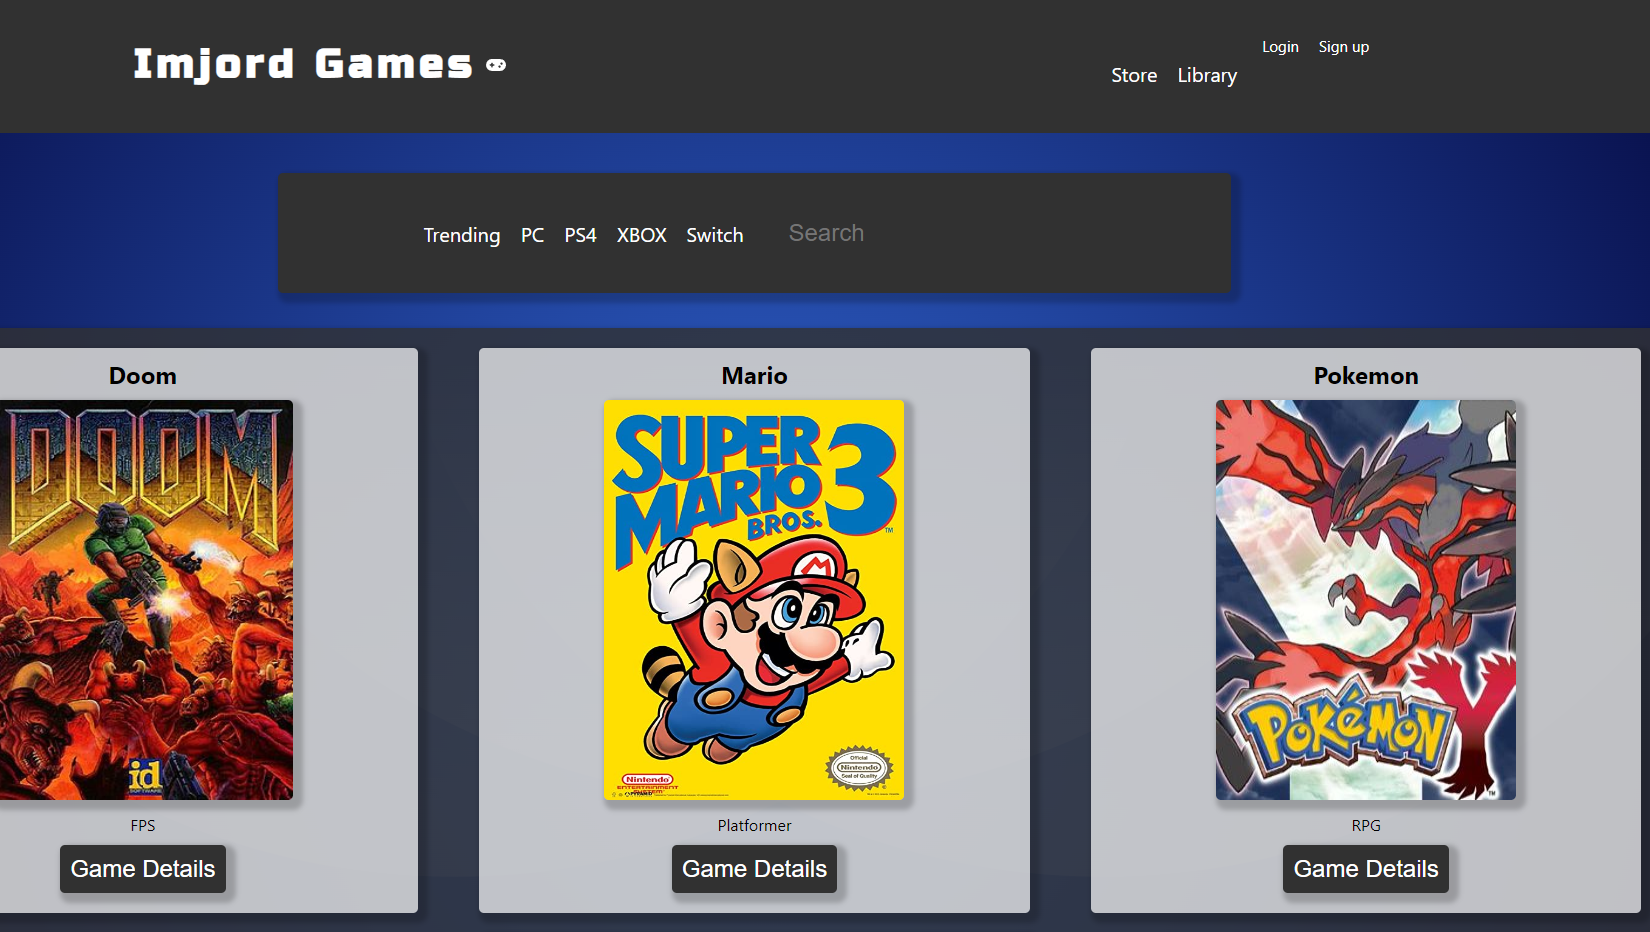 Imjord Games
Login Sign up
Store Library
Trending PC PS4 XBOX Switch Search
Doom
Mario
Pokemon
DOOM
id
SOFTWARE
SUPER
MARIO
BROS. 3
TM
Nintendo
ENTERTAINMENT
SYSTEM
Official
Nintendo
Seal of Quality
POKéMON Y
TM
FPS
Platformer
RPG
Game Details
Game Details
Game Details